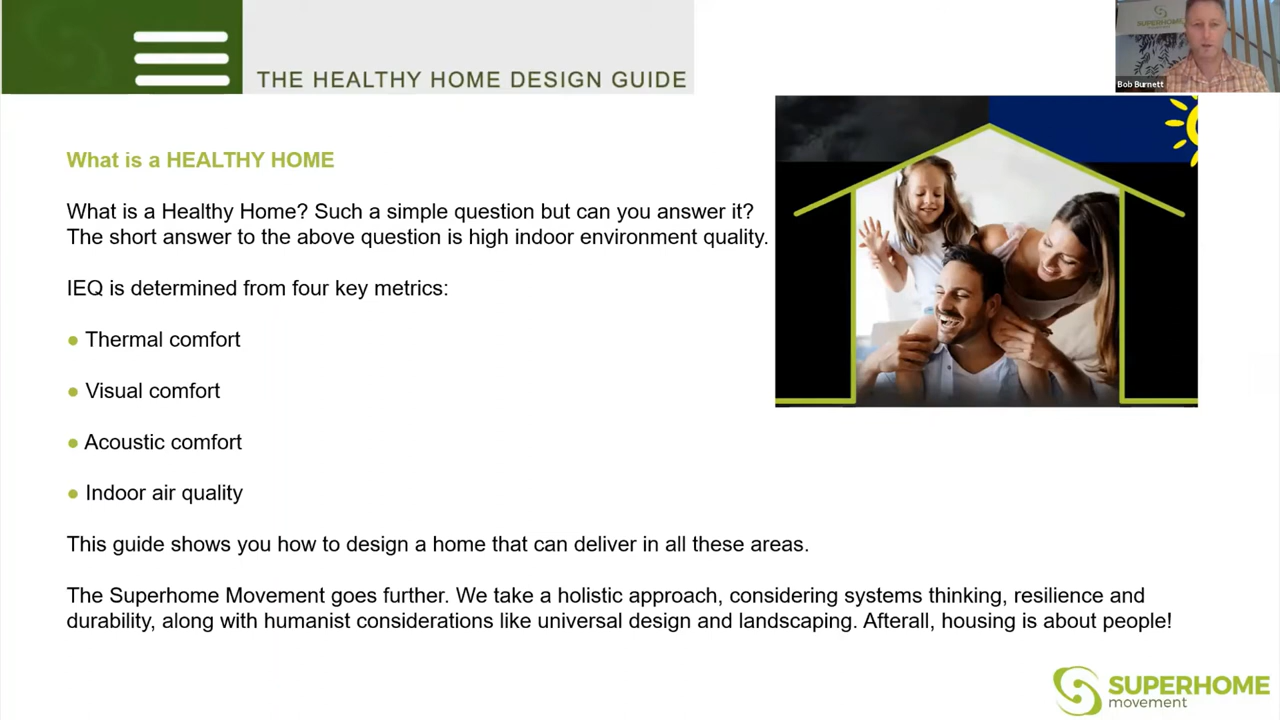 THE HEALTHY HOME DESIGN GUIDE
SUPERHOME
Bob Burnett
What is a HEALTHY HOME
What is a Healthy Home? Such a simple question but can you answer it?
The short answer to the above question is high indoor environment quality.
IEQ is determined from four key metrics:
● Thermal comfort
● Visual comfort
● Acoustic comfort
● Indoor air quality
This guide shows you how to design a home that can deliver in all these areas.
The Superhome Movement goes further. We take a holistic approach, considering systems thinking, resilience and
durability, along with humanist considerations like universal design and landscaping. Afterall, housing is about people!
SUPERHOME
movement